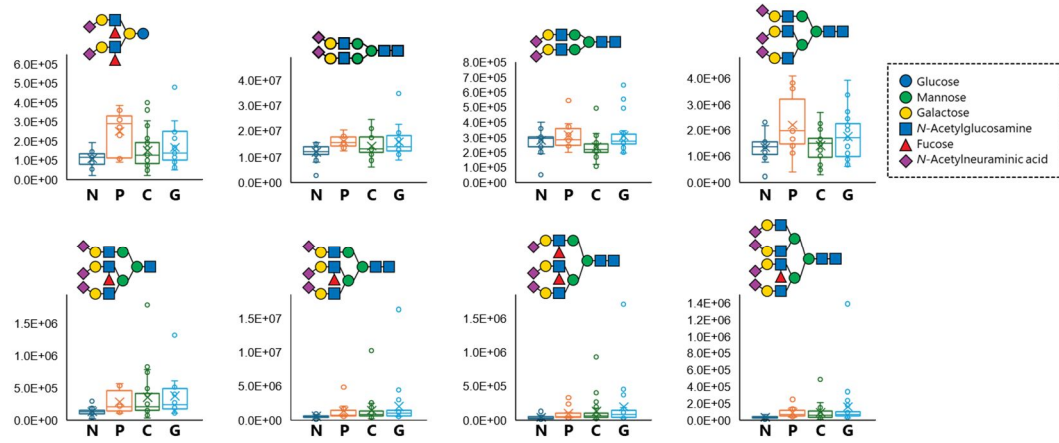 6.0E+05
5.0E+05
4.0E+05
3.0E+05
2.0E+05
1.0E+05
0.0E+00
N P C G
4.0E+07
3.0E+07
2.0E+07
1.0E+07
0.0E+00
N P C G
8.0E+05
7.0E+05
6.0E+05
5.0E+05
4.0E+05
3.0E+05
2.0E+05
1.0E+05
0.0E+00
N P C G
4.0E+06
3.0E+06
2.0E+06
1.0E+06
0.0E+00
N P C G
Glucose
Mannose
Galactose
N-Acetylglucosamine
Fucose
N-Acetylneuraminic acid
1.5E+06
1.0E+06
5.0E+05
0.0E+00
N P C G
1.5E+07
1.0E+07
5.0E+06
0.0E+00
N P C G
1.5E+06
1.0E+06
5.0E+05
0.0E+00
N P C G
1.4E+06
1.2E+06
1.0E+06
8.0E+05
6.0E+05
4.0E+05
2.0E+05
0.0E+00
N P C G